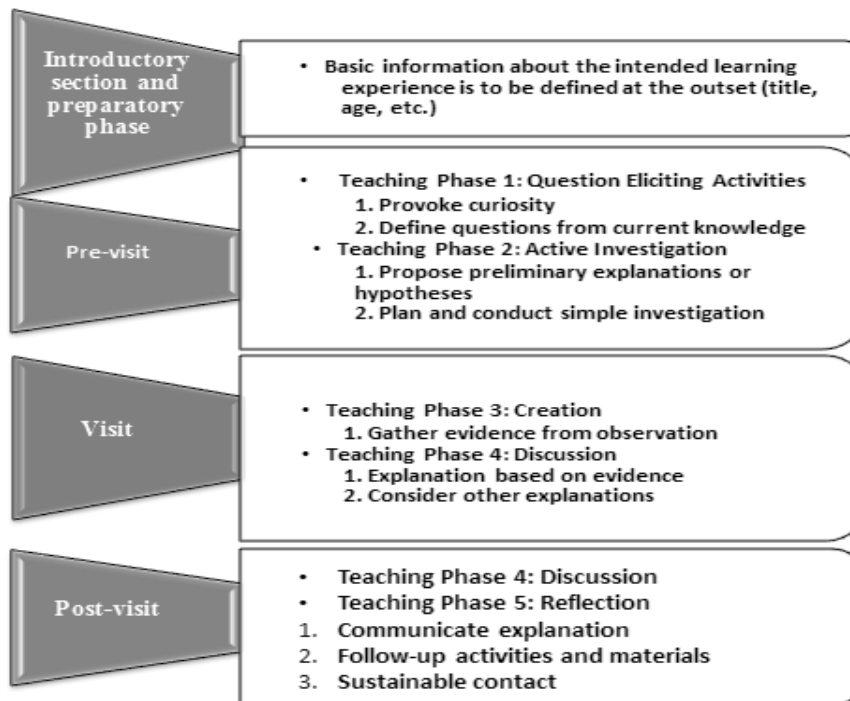 Introductory
section and
preparatory
phase
• Basic information about the intended learning
experience is to be defined at the outset (title,
age, etc.)
Pre-visit
• Teaching Phase 1: Question Eliciting Activities
1. Provoke curiosity
2. Define questions from current knowledge
• Teaching Phase 2: Active Investigation
1. Propose preliminary explanations or
hypotheses
2. Plan and conduct simple investigation
Visit
• Teaching Phase 3: Creation
1. Gather evidence from observation
• Teaching Phase 4: Discussion
1. Explanation based on evidence
2. Consider other explanations
Post-visit
• Teaching Phase 4: Discussion
• Teaching Phase 5: Reflection
1. Communicate explanation
2. Follow-up activities and materials
3. Sustainable contact